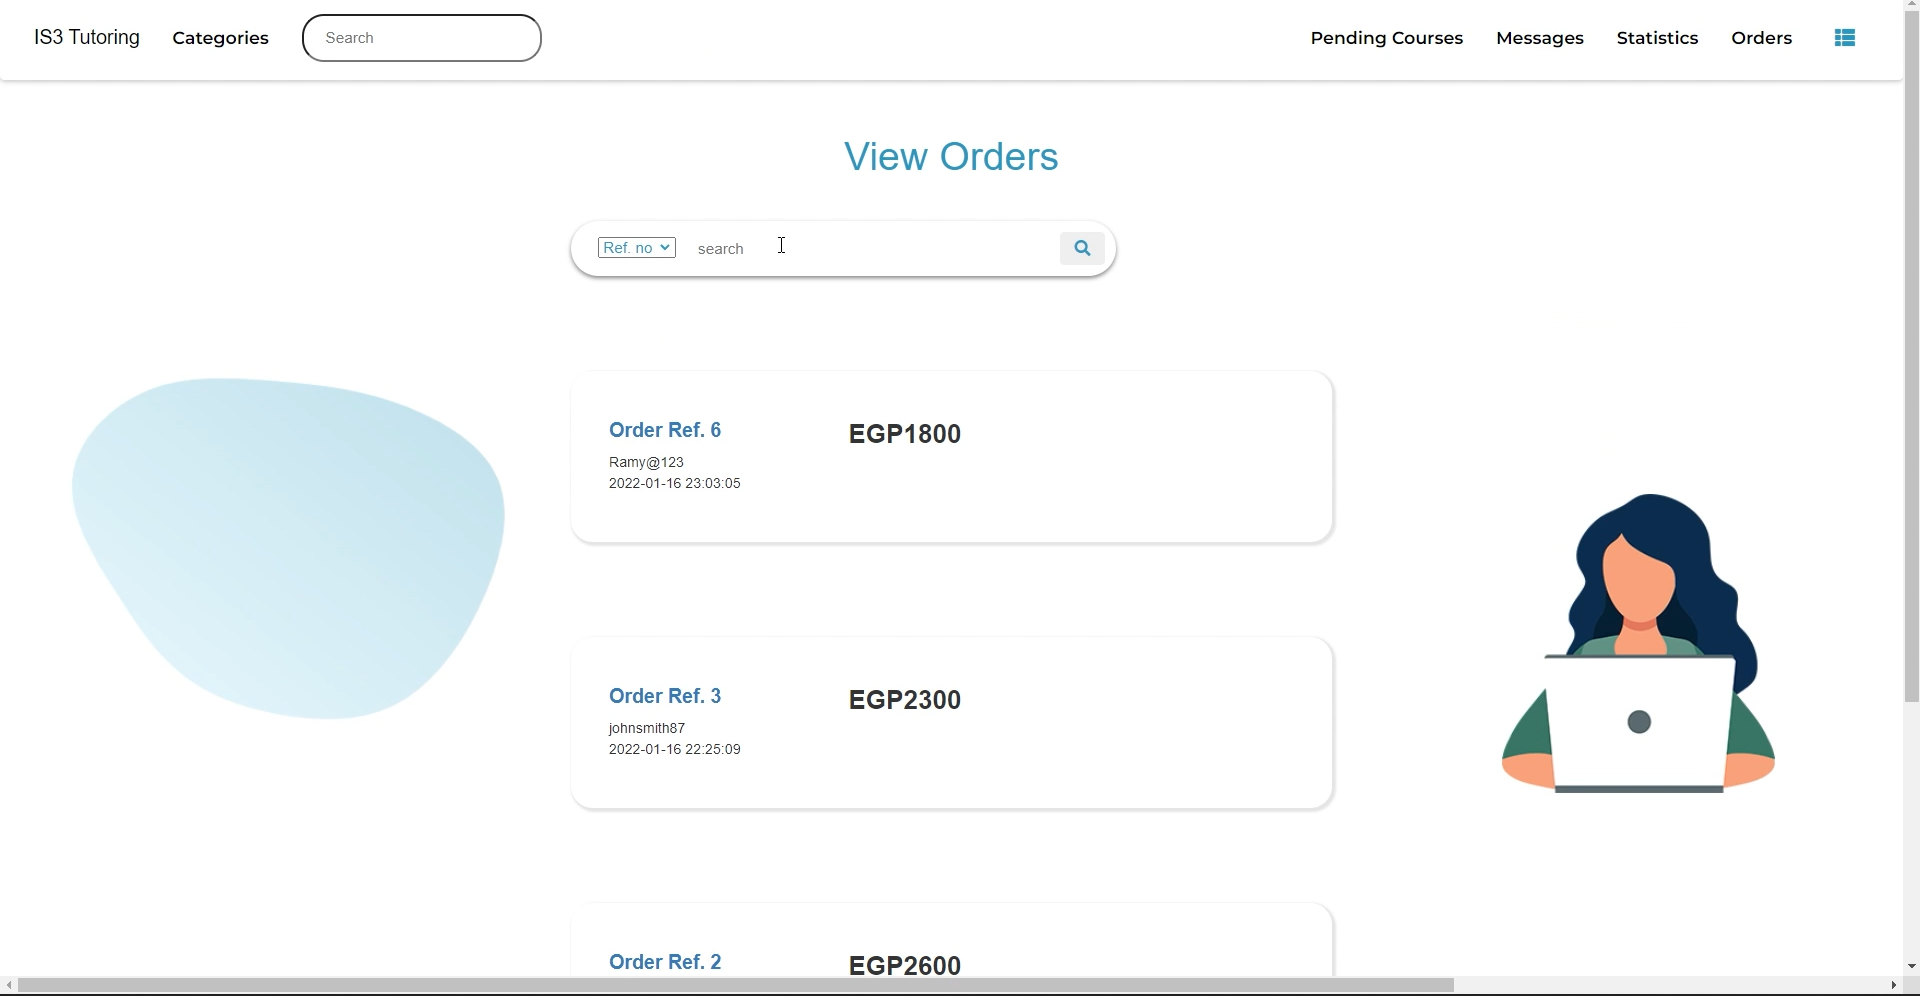 IS3 Tutoring Categories Search Pending Courses Messages Statistics Orders
View Orders
Ref. no search
Order Ref. 6 EGP1800
Ramy@123
2022-01-16 23:03:05
Order Ref. 3 EGP2300
johnsmith87
2022-01-16 22:25:09
Order Ref. 2 EGP2600